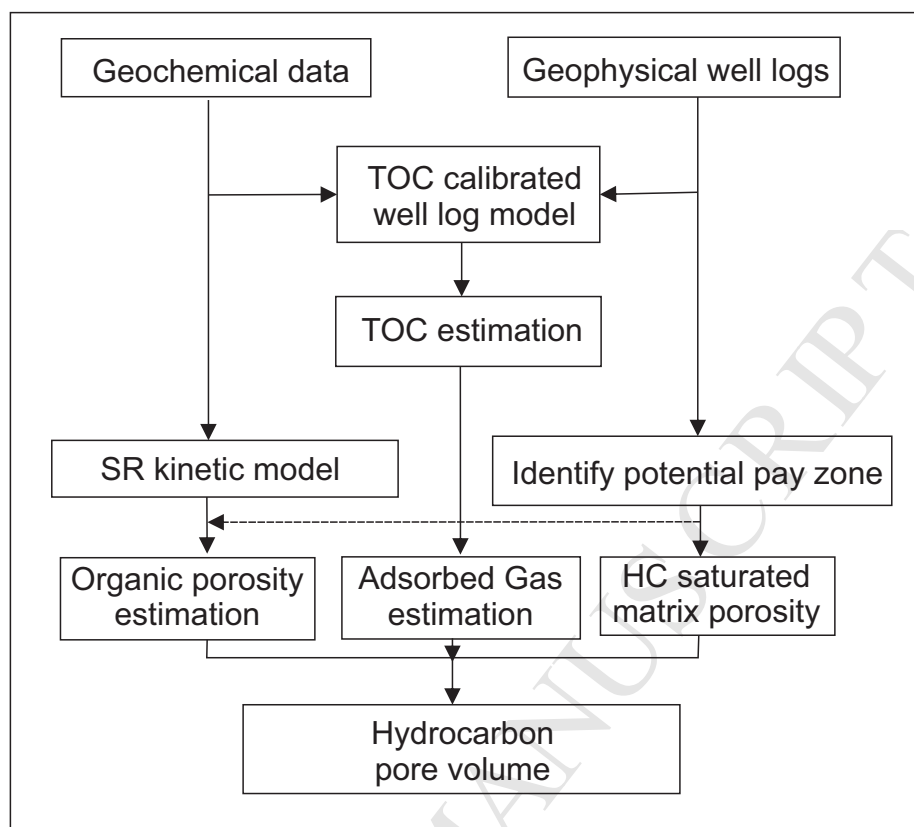 Geochemical data
Geophysical well logs
TOC calibrated
well log model
TOC estimation
SR kinetic model
Identify potential pay zone
Organic porosity
estimation
Adsorbed Gas
estimation
HC saturated
matrix porosity
Hydrocarbon
pore volume
MANUSCRIPT